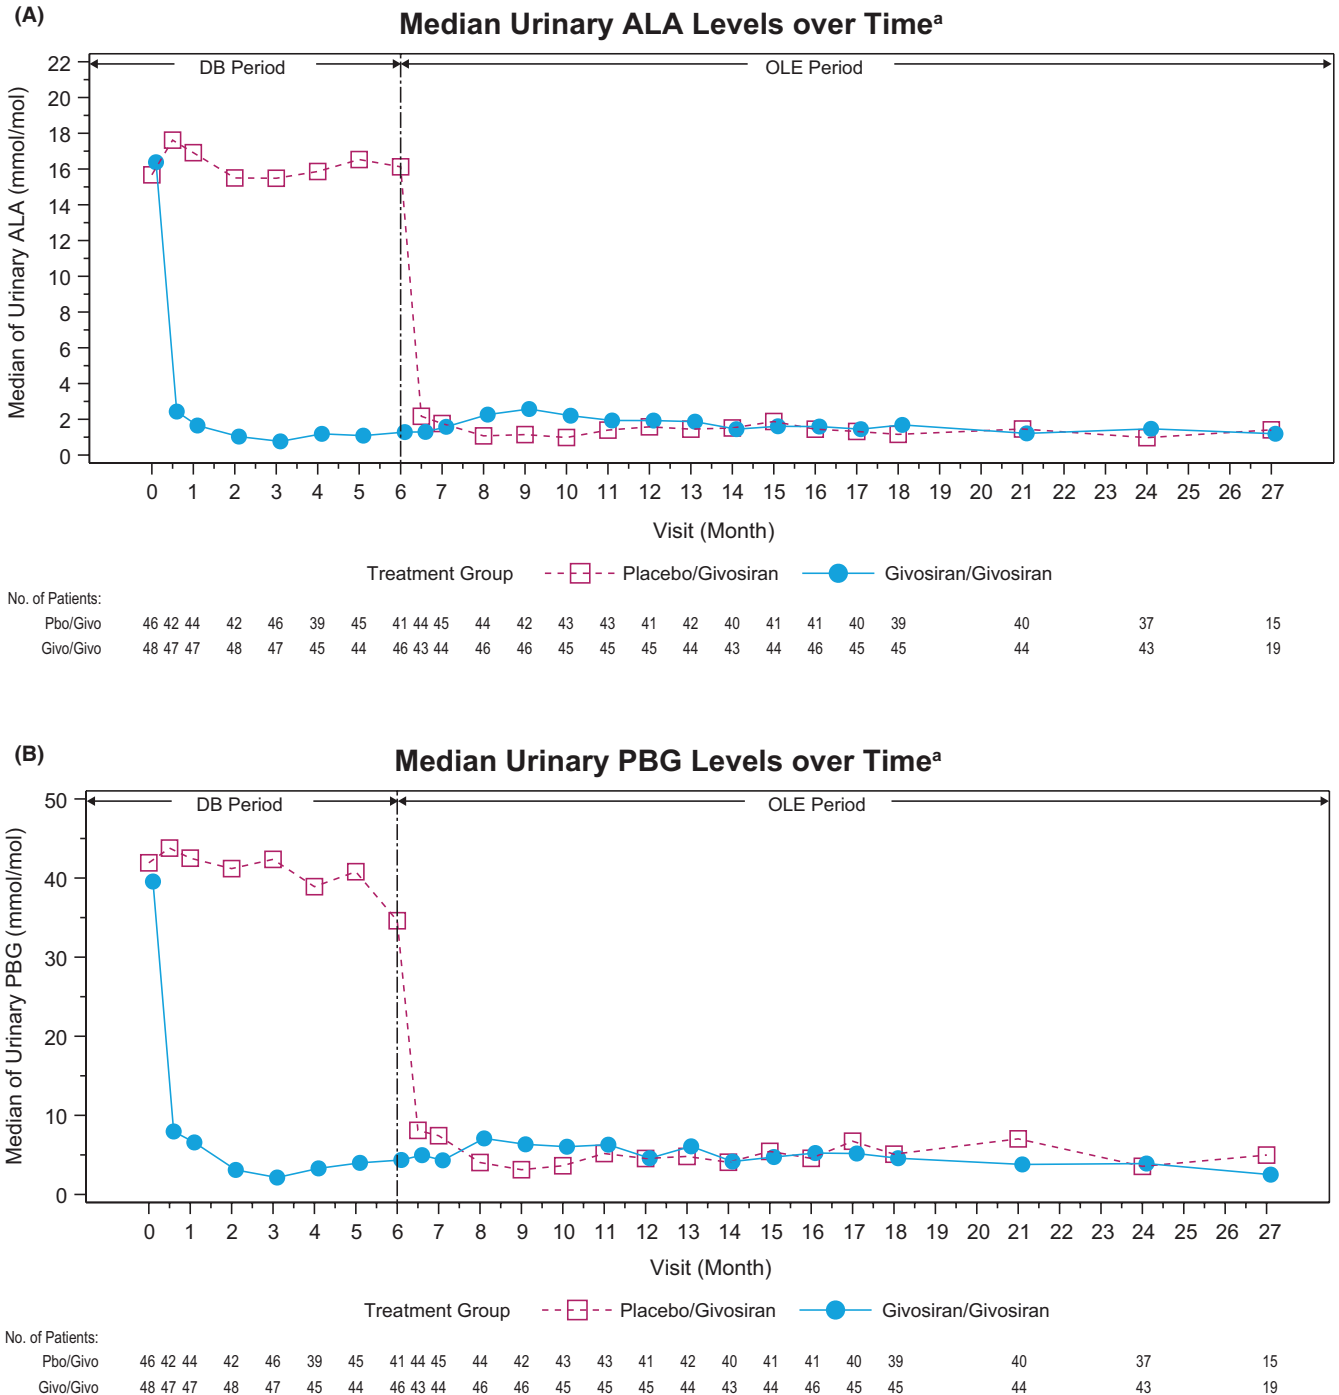 (A)
Median Urinary ALA Levels over Timeᵃ
DB Period
OLE Period
Median of Urinary ALA (mmol/mol)
22
20
18
16
14
12
10
8
6
4
2
0
0 1 2 3 4 5 6 7 8 9 10 11 12 13 14 15 16 17 18 19 20 21 22 23 24 25 26 27
Visit (Month)
Treatment Group Placebo/Givosiran Givosiran/Givosiran
No. of Patients:
Pbo/Givo 46 42 44 42 46 39 45 41 44 45 44 42 43 43 41 42 40 41 41 40 39 40 37 15
Givo/Givo 48 47 47 48 47 45 44 46 43 44 46 46 45 45 45 44 43 44 46 45 45 44 43 19
(B)
Median Urinary PBG Levels over Timeᵃ
DB Period
OLE Period
Median of Urinary PBG (mmol/mol)
50
40
30
20
10
0
0 1 2 3 4 5 6 7 8 9 10 11 12 13 14 15 16 17 18 19 20 21 22 23 24 25 26 27
Visit (Month)
Treatment Group Placebo/Givosiran Givosiran/Givosiran
No. of Patients:
Pbo/Givo 46 42 44 42 46 39 45 41 44 45 44 42 43 43 41 42 40 41 41 40 39 40 37 15
Givo/Givo 48 47 47 48 47 45 44 46 43 44 46 46 45 45 45 44 43 44 46 45 45 44 43 19